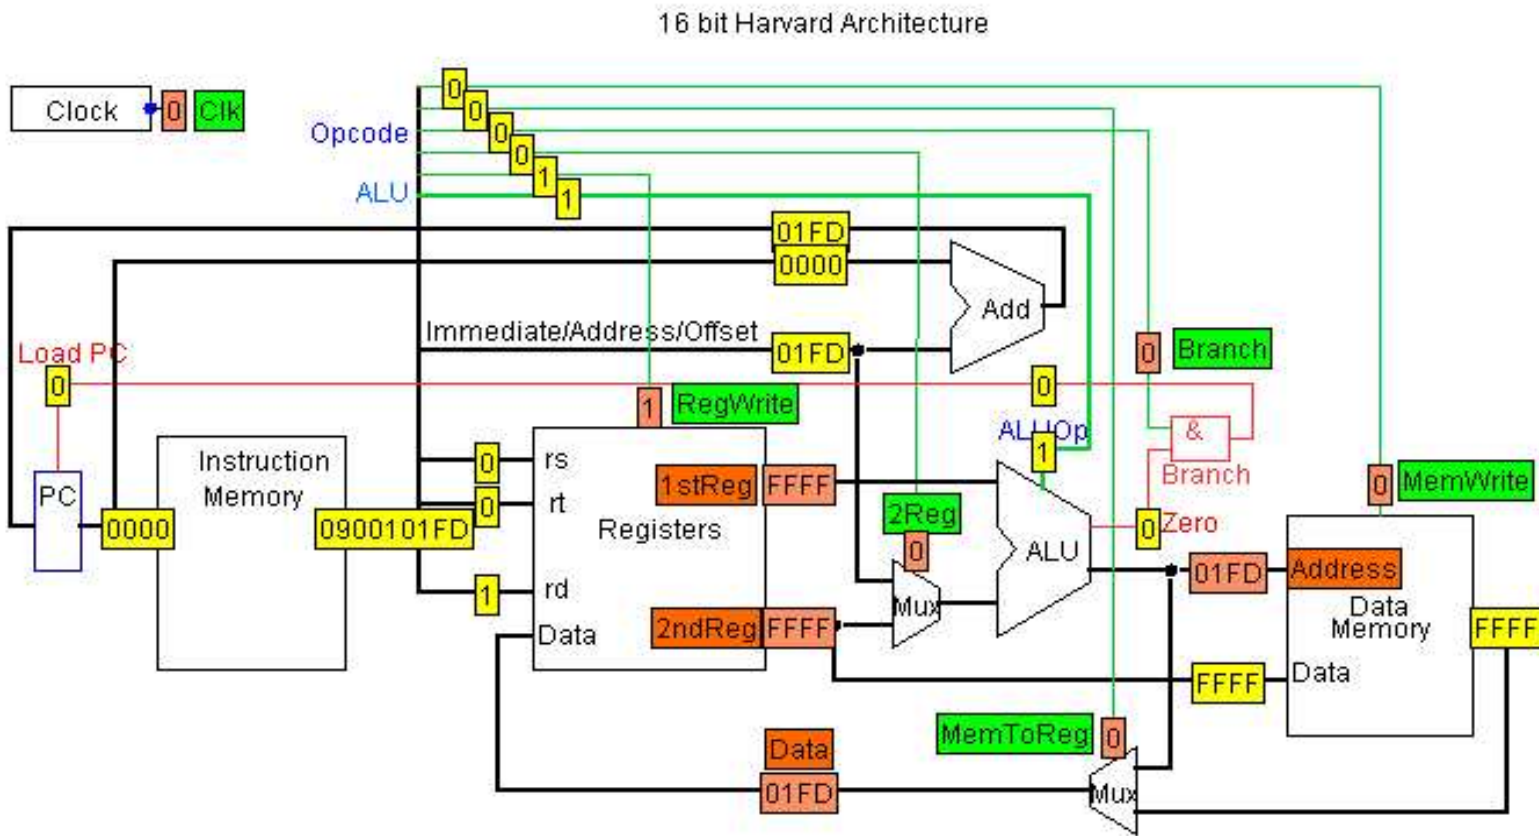 16 bit Harvard Architecture
0
Clock 0 Clk
0
Opcode 0
0
1
ALU 1
01FD
0000
Add
Immediate/Address/Offset
01FD
Load PC
0 Branch
0
0
1 RegWrite
ALUOp
&
1
Instruction
Memory
0 rs
Branch
1stReg FFFF
0 MemWrite
PC
0 rt
2Reg
0000
0900101FD
Registers
0 Zero
0
ALU
01FD Address
1 rd
Mux
Data
Memory
Data
2ndReg FFFF
FFFF
FFFF Data
MemToReg 0
Data
01FD
Mux